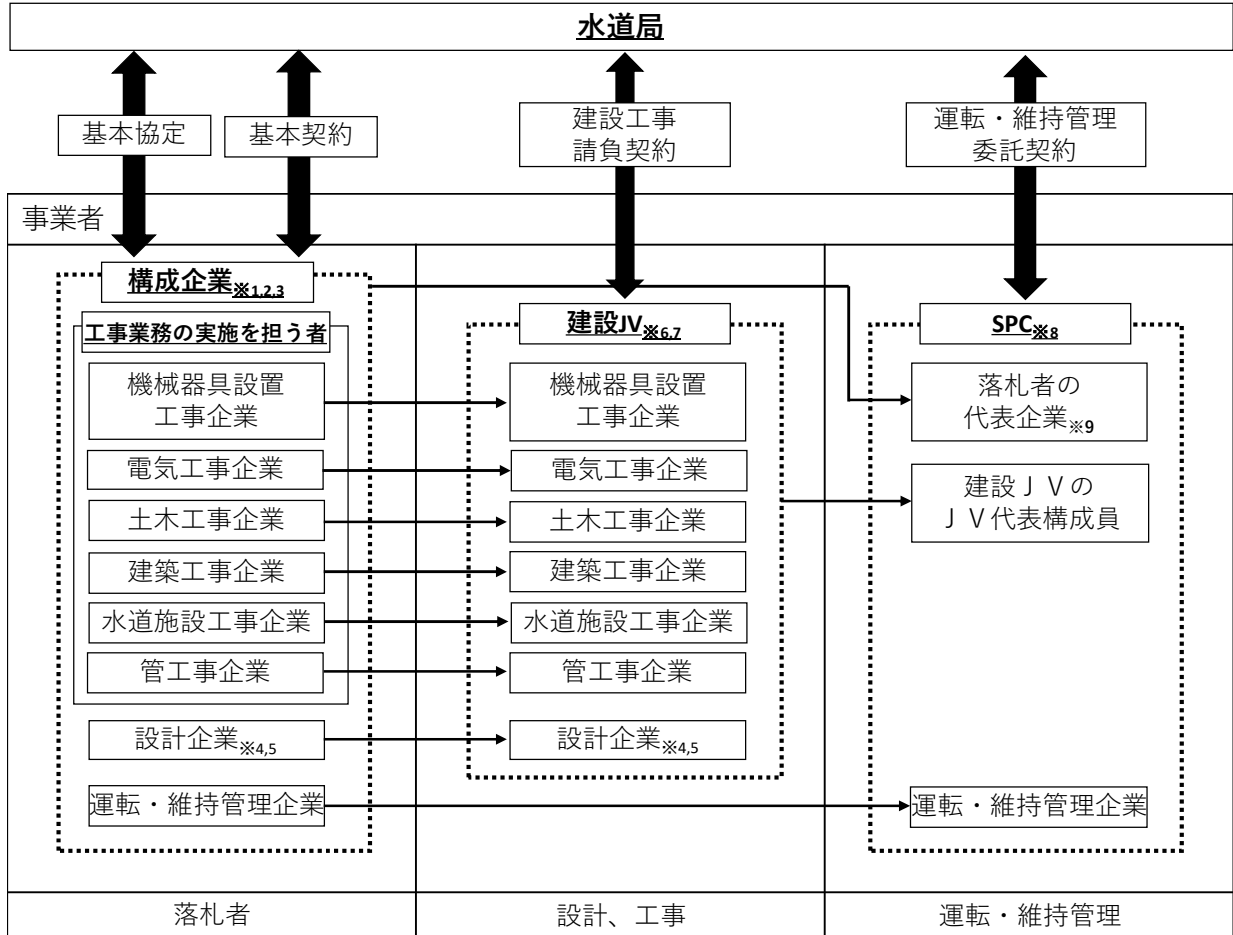 水道局
基本協定
基本契約
建設工事
請負契約
運転・維持管理
委託契約
事業者
構成企業※1,2,3
工事業務の実施を担う者
機械器具設置
工事企業
電気工事企業
土木工事企業
建築工事企業
水道施設工事企業
管工事企業
設計企業※4,5
運転・維持管理企業
建設JV※6,7
機械器具設置
工事企業
電気工事企業
土木工事企業
建築工事企業
水道施設工事企業
管工事企業
設計企業※4,5
SPC※8
落札者の
代表企業※9
建設ＪＶの
ＪＶ代表構成員
運転・維持管理企業
落札者
設計、工事
運転・維持管理